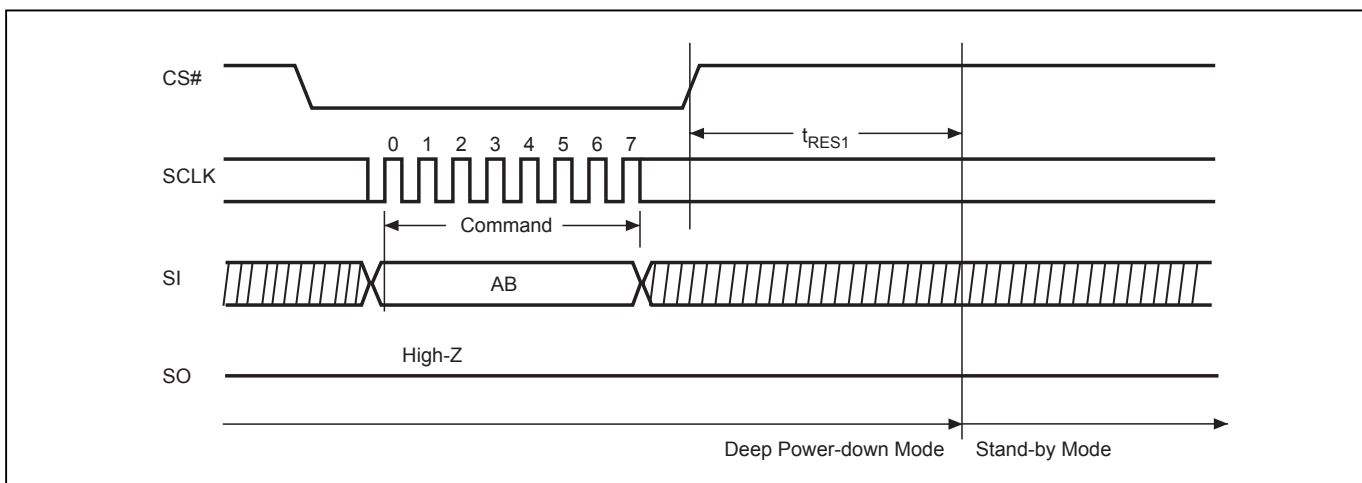 CS#
tRES1
0 1 2 3 4 5 6 7
SCLK
Command
SI
AB
High-Z
SO
Deep Power-down Mode Stand-by Mode